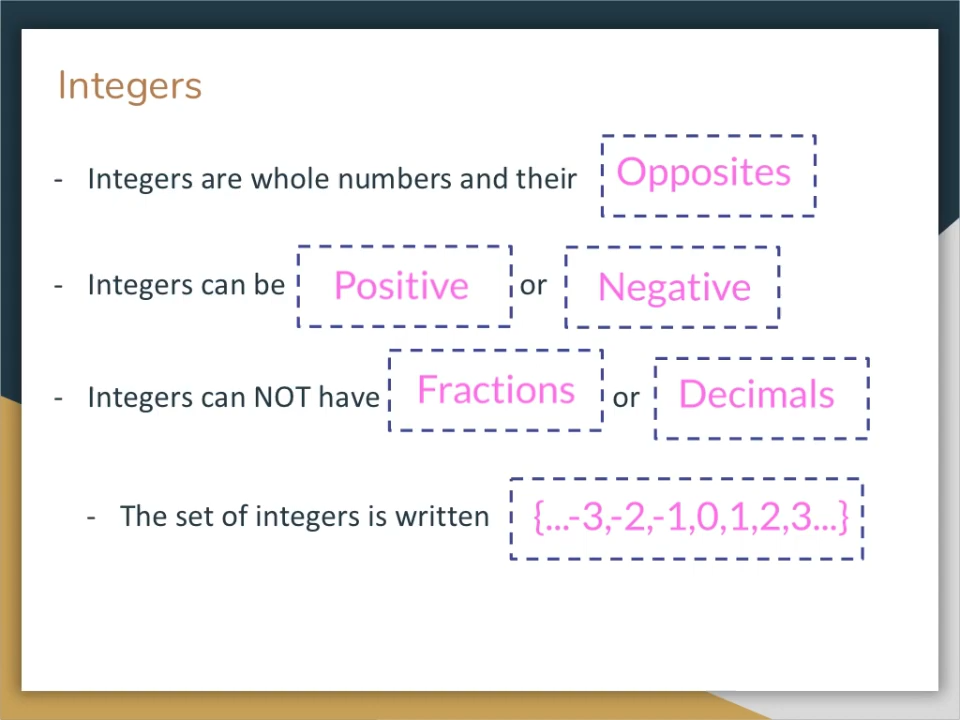 Integers
- Integers are whole numbers and their Opposites
- Integers can be Positive or Negative
- Integers can NOT have Fractions or Decimals
- The set of integers is written {...-3,-2,-1,0,1,2,3...}